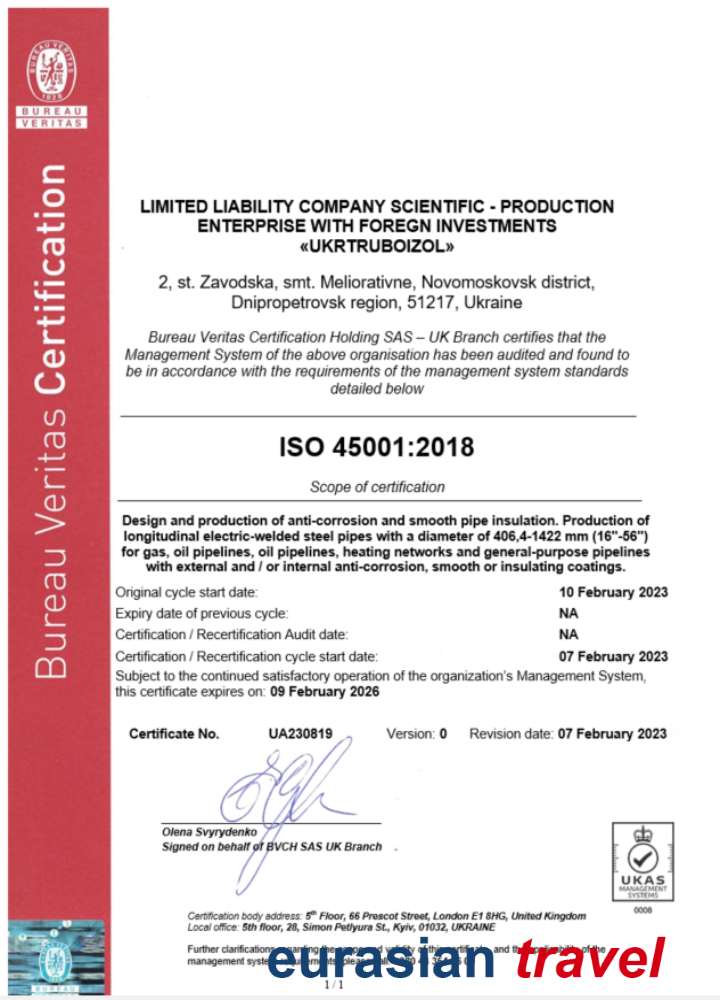 BUREAU VERITAS
1828
BUREAU
VERITAS
Bureau Veritas Certification
LIMITED LIABILITY COMPANY SCIENTIFIC - PRODUCTION
ENTERPRISE WITH FOREGN INVESTMENTS
«UKRTRUBOIZOL»
2, st. Zavodska, smt. Meliorativne, Novomoskovsk district,
Dnipropetrovsk region, 51217, Ukraine
Bureau Veritas Certification Holding SAS – UK Branch certifies that the
Management System of the above organisation has been audited and found to
be in accordance with the requirements of the management system standards
detailed below
ISO 45001:2018
Scope of certification
Design and production of anti-corrosion and smooth pipe insulation. Production of
longitudinal electric-welded steel pipes with a diameter of 406,4-1422 mm (16"-56")
for gas, oil pipelines, oil pipelines, heating networks and general-purpose pipelines
with external and / or internal anti-corrosion, smooth or insulating coatings.
Original cycle start date: 10 February 2023
Expiry date of previous cycle: NA
Certification / Recertification Audit date: NA
Certification / Recertification cycle start date: 07 February 2023
Subject to the continued satisfactory operation of the organization's Management System,
this certificate expires on: 09 February 2026
Certificate No. UA230819 Version: 0 Revision date: 07 February 2023
Olena Svyrydenko
Signed on behalf of BVCH SAS UK Branch
UKAS
MANAGEMENT
SYSTEMS
0008
Certification body address: 5th Floor, 66 Prescot Street, London E1 8HG, United Kingdom
Local office: 5th floor, 28, Simon Petlyura St., Kyiv, 01032, UKRAINE
Further clarifications regarding the scope and validity of this certificate, and the applicability of the
management system requirements please call
eurasian travel
1 / 1